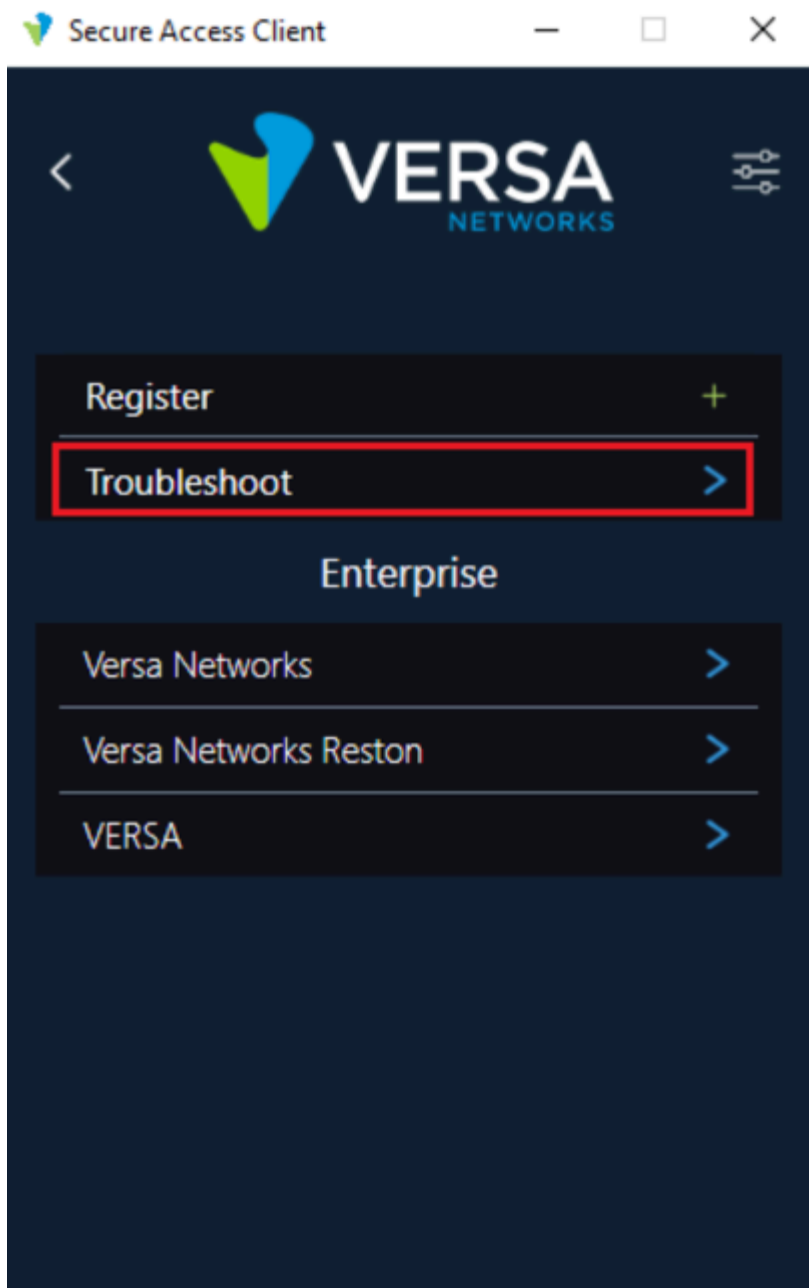 Secure Access Client
VERSA
NETWORKS
Register
Troubleshoot
Enterprise
Versa Networks
Versa Networks Reston
VERSA